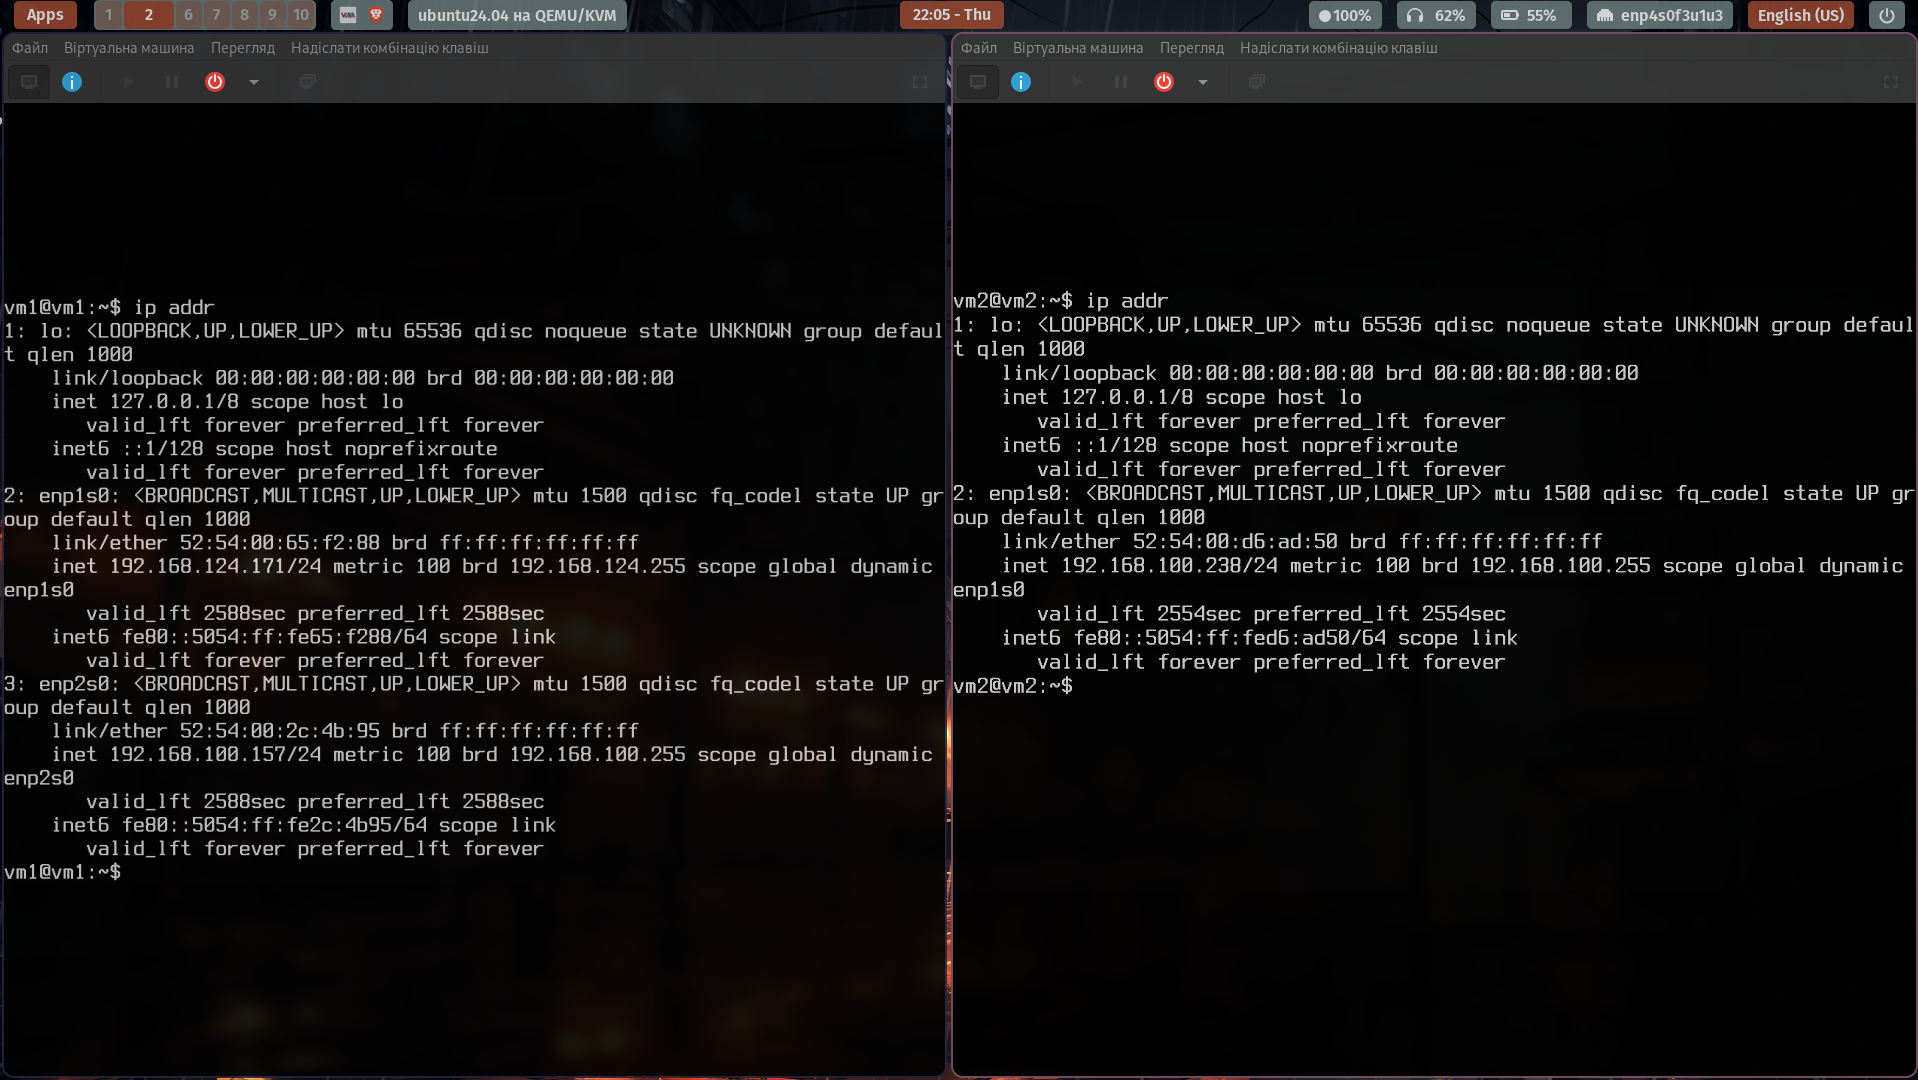 Apps 1 2 6 7 8 9 10 ubuntu24.04 на QEMU/KVM 22:05 - Thu 100% 62% 55% enp4s0f3u1u3 English (US)
Файл Віртуальна машина Перегляд Надіслати комбінацію клавіш
vm1@vm1:~$ ip addr
1: lo: <LOOPBACK,UP,LOWER_UP> mtu 65536 qdisc noqueue state UNKNOWN group defaul
t qlen 1000
    link/loopback 00:00:00:00:00:00 brd 00:00:00:00:00:00
    inet 127.0.0.1/8 scope host lo
       valid_lft forever preferred_lft forever
    inet6 ::1/128 scope host noprefixroute
       valid_lft forever preferred_lft forever
2: enp1s0: <BROADCAST,MULTICAST,UP,LOWER_UP> mtu 1500 qdisc fq_codel state UP gr
oup default qlen 1000
    link/ether 52:54:00:65:f2:88 brd ff:ff:ff:ff:ff:ff
    inet 192.168.124.171/24 metric 100 brd 192.168.124.255 scope global dynamic
enp1s0
       valid_lft 2588sec preferred_lft 2588sec
    inet6 fe80::5054:ff:fe65:f288/64 scope link
       valid_lft forever preferred_lft forever
3: enp2s0: <BROADCAST,MULTICAST,UP,LOWER_UP> mtu 1500 qdisc fq_codel state UP gr
oup default qlen 1000
    link/ether 52:54:00:2c:4b:95 brd ff:ff:ff:ff:ff:ff
    inet 192.168.100.157/24 metric 100 brd 192.168.100.255 scope global dynamic
enp2s0
       valid_lft 2588sec preferred_lft 2588sec
    inet6 fe80::5054:ff:fe2c:4b95/64 scope link
       valid_lft forever preferred_lft forever
vm1@vm1:~$
Файл Віртуальна машина Перегляд Надіслати комбінацію клавіш
vm2@vm2:~$ ip addr
1: lo: <LOOPBACK,UP,LOWER_UP> mtu 65536 qdisc noqueue state UNKNOWN group defaul
t qlen 1000
    link/loopback 00:00:00:00:00:00 brd 00:00:00:00:00:00
    inet 127.0.0.1/8 scope host lo
       valid_lft forever preferred_lft forever
    inet6 ::1/128 scope host noprefixroute
       valid_lft forever preferred_lft forever
2: enp1s0: <BROADCAST,MULTICAST,UP,LOWER_UP> mtu 1500 qdisc fq_codel state UP gr
oup default qlen 1000
    link/ether 52:54:00:d6:ad:50 brd ff:ff:ff:ff:ff:ff
    inet 192.168.100.238/24 metric 100 brd 192.168.100.255 scope global dynamic
enp1s0
       valid_lft 2554sec preferred_lft 2554sec
    inet6 fe80::5054:ff:fed6:ad50/64 scope link
       valid_lft forever preferred_lft forever
vm2@vm2:~$